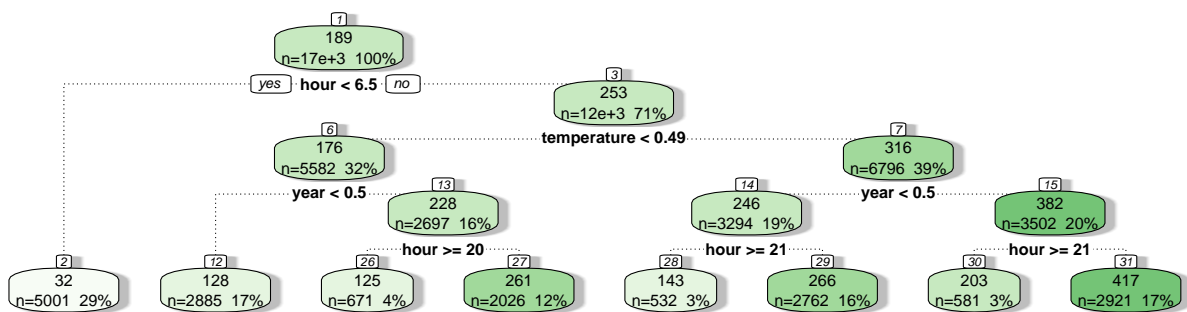 1
189
n=17e+3 100%
yes hour < 6.5 no
3
253
n=12e+3 71%
temperature < 0.49
6
176
n=5582 32%
year < 0.5
7
316
n=6796 39%
year < 0.5
13
228
n=2697 16%
hour >= 20
14
246
n=3294 19%
hour >= 21
15
382
n=3502 20%
hour >= 21
2
32
n=5001 29%
12
128
n=2885 17%
26
125
n=671 4%
27
261
n=2026 12%
28
143
n=532 3%
29
266
n=2762 16%
30
203
n=581 3%
31
417
n=2921 17%